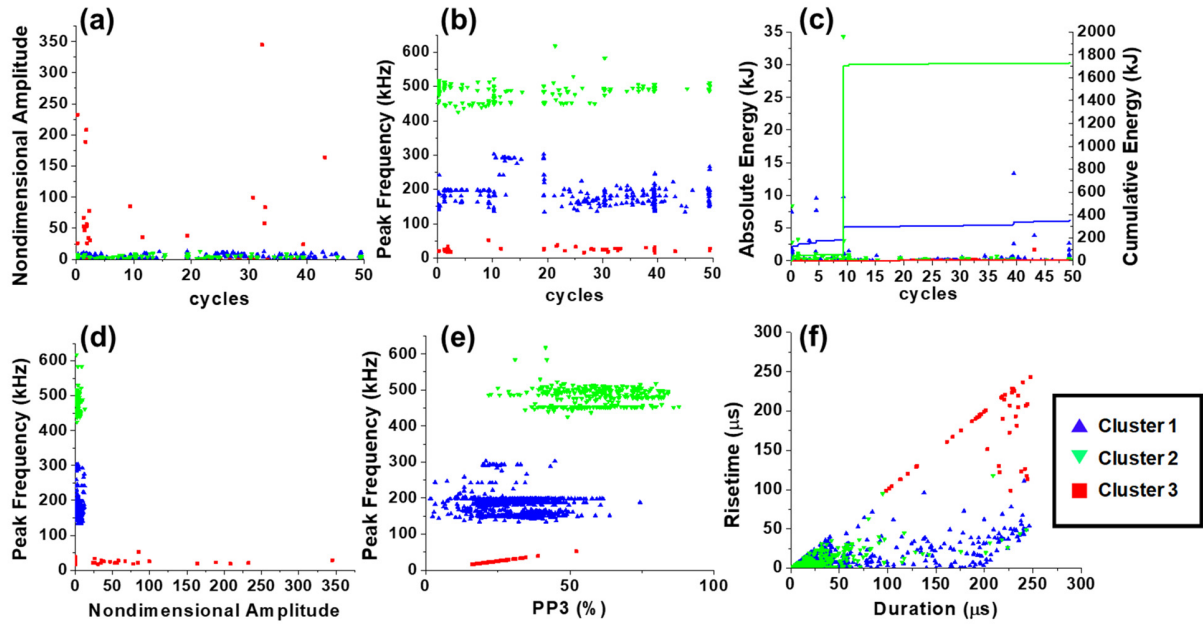 (a)
Nondimensional Amplitude
350
300
250
200
150
100
50
0
0 10 20 30 40 50
cycles
(b)
Peak Frequency (kHz)
600
500
400
300
200
100
0
0 10 20 30 40 50
cycles
(c)
Absolute Energy (kJ)
35
30
25
20
15
10
5
0
0 5 10 15 20 25 30 35 40 45 50
cycles
2000
1800
1600
1400
1200
1000
800
600
400
200
0
Cumulative Energy (kJ)
(d)
Peak Frequency (kHz)
600
500
400
300
200
100
0
0 50 100 150 200 250 300 350
Nondimensional Amplitude
(e)
Peak Frequency (kHz)
600
500
400
300
200
100
0
0 50 100
PP3 (%)
(f)
Risetime (μs)
300
250
200
150
100
50
0
0 50 100 150 200 250 300
Duration (μs)
Cluster 1
Cluster 2
Cluster 3